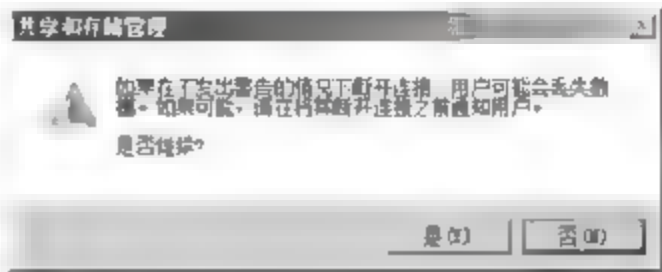 共享和存储管理
如果在不发出警告的情况下断开连接，用户可能会丢失数
据。如果可能，请在将其断开连接之前通知用户。
是否继续?
是(Y)
否(N)